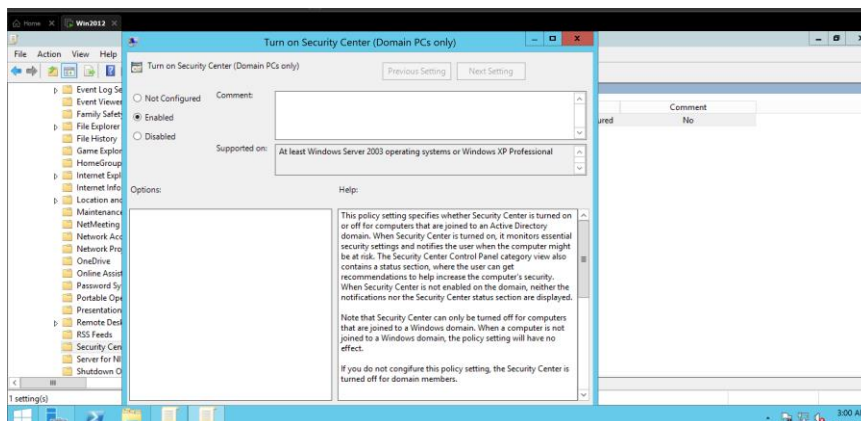 Home
Win2012
Turn on Security Center (Domain PCs only)
File Action View Help
Turn on Security Center (Domain PCs only)
Previous Setting
Next Setting
Not Configured
Enabled
Disabled
Comment:
Supported on:
At least Windows Server 2003 operating systems or Windows XP Professional
Options:
Help:
Event Log Se
Event Viewer
Family Safety
File Explorer
File History
Game Explor
HomeGroup
Internet Expl
Internet Info
Location and
Maintenance
NetMeeting
Network Acc
Network Pro
OneDrive
Online Assist
Password Sy
Portable Ope
Presentation
Remote Desk
RSS Feeds
Security Cen
Server for NI
Shutdown O
This policy setting specifies whether Security Center is turned on
or off for computers that are joined to an Active Directory
domain. When Security Center is turned on, it monitors essential
security settings and notifies the user when the computer might
be at risk. The Security Center Control Panel category view also
contains a status section, where the user can get
recommendations to help increase the computer's security.
When Security Center is not enabled on the domain, neither the
notifications nor the Security Center status section are displayed.
Note that Security Center can only be turned off for computers
that are joined to a Windows domain. When a computer is not
joined to a Windows domain, the policy setting will have no
effect.
If you do not congifure this policy setting, the Security Center is
turned off for domain members.
Comment
ured
No
1 setting(s)
3:00 A